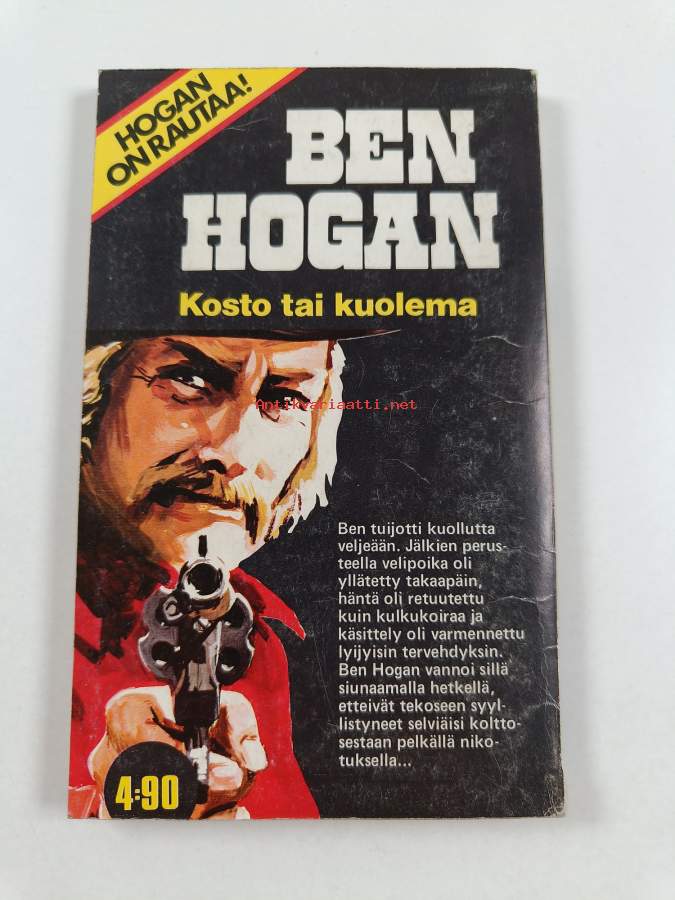 HOGAN
ON RAUTAA!
BEN
HOGAN
Kosto tai kuolema
Antikvariaatti.net
Ben tuijotti kuollutta
veljeään. Jälkien perus-
teella velipoika oli
yllätetty takaapäin,
häntä oli retuutettu
kuin kulkukoiraa ja
käsittely oli varmennettu
lyijyisin tervehdyksin.
Ben Hogan vannoi sillä
siunaamalla hetkellä,
etteivät tekoseen syyl-
listyneet selviäisi koltto-
sestaan pelkällä niko-
tuksella...
4:90